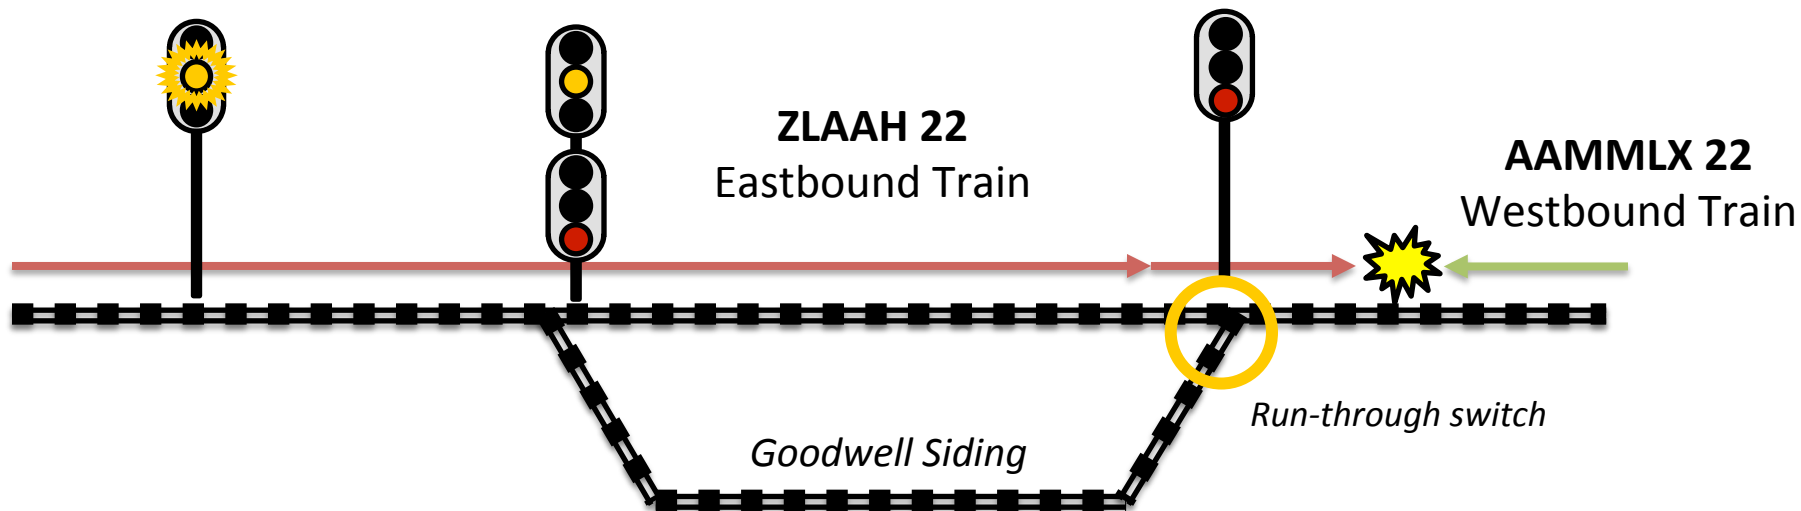 ZLAAH 22
Eastbound Train
AAMMLX 22
Westbound Train
Run-through switch
Goodwell Siding